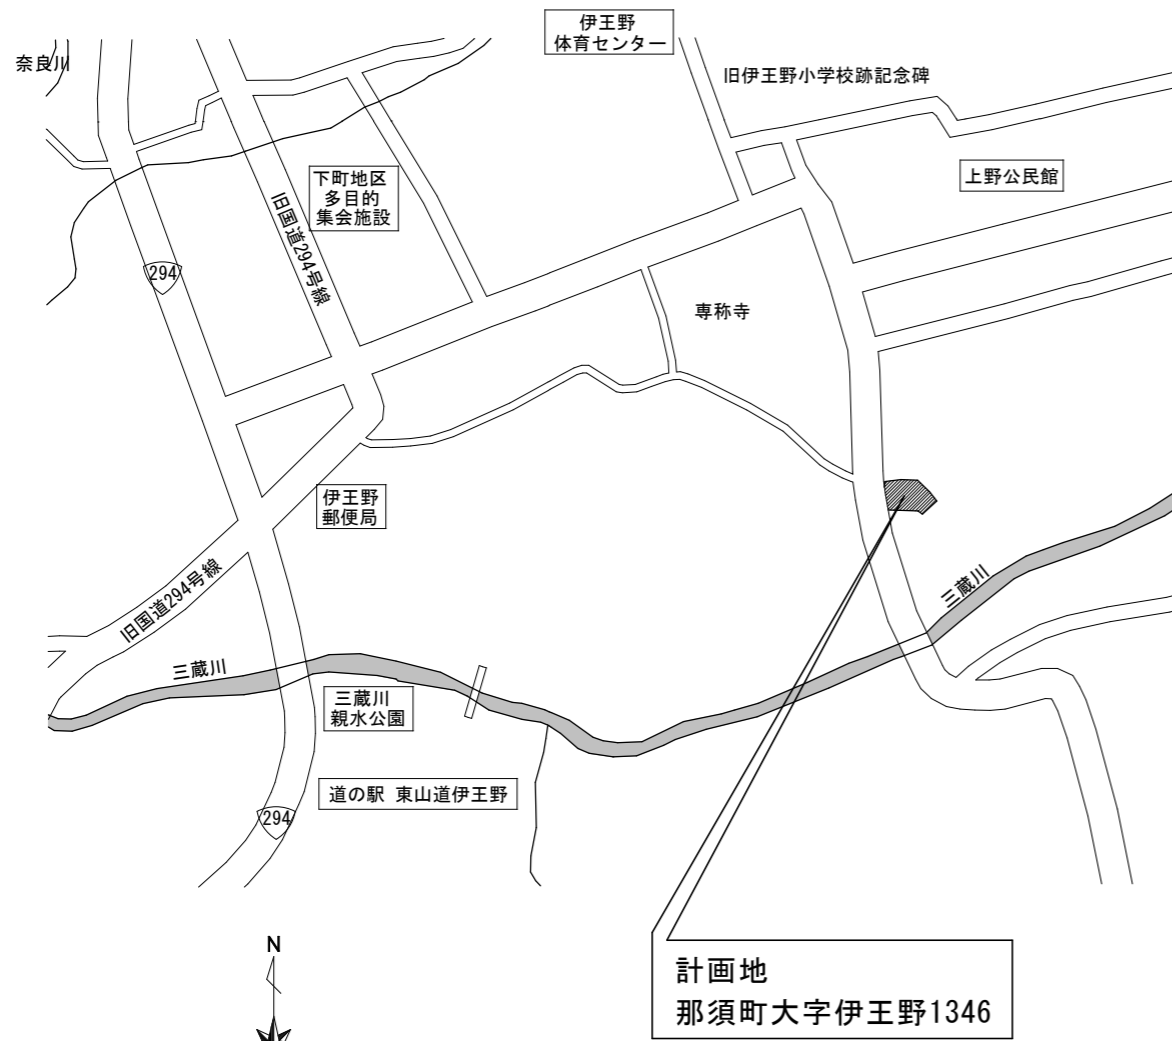 伊王野
体育センター
奈良川
旧伊王野小学校跡記念碑
下町地区
多目的
集会施設
上野公民館
旧国道294号線
294
専称寺
伊王野
郵便局
旧国道294号線
三蔵川
三蔵川
三蔵川
親水公園
道の駅 東山道伊王野
294
N
計画地
那須町大字伊王野1346